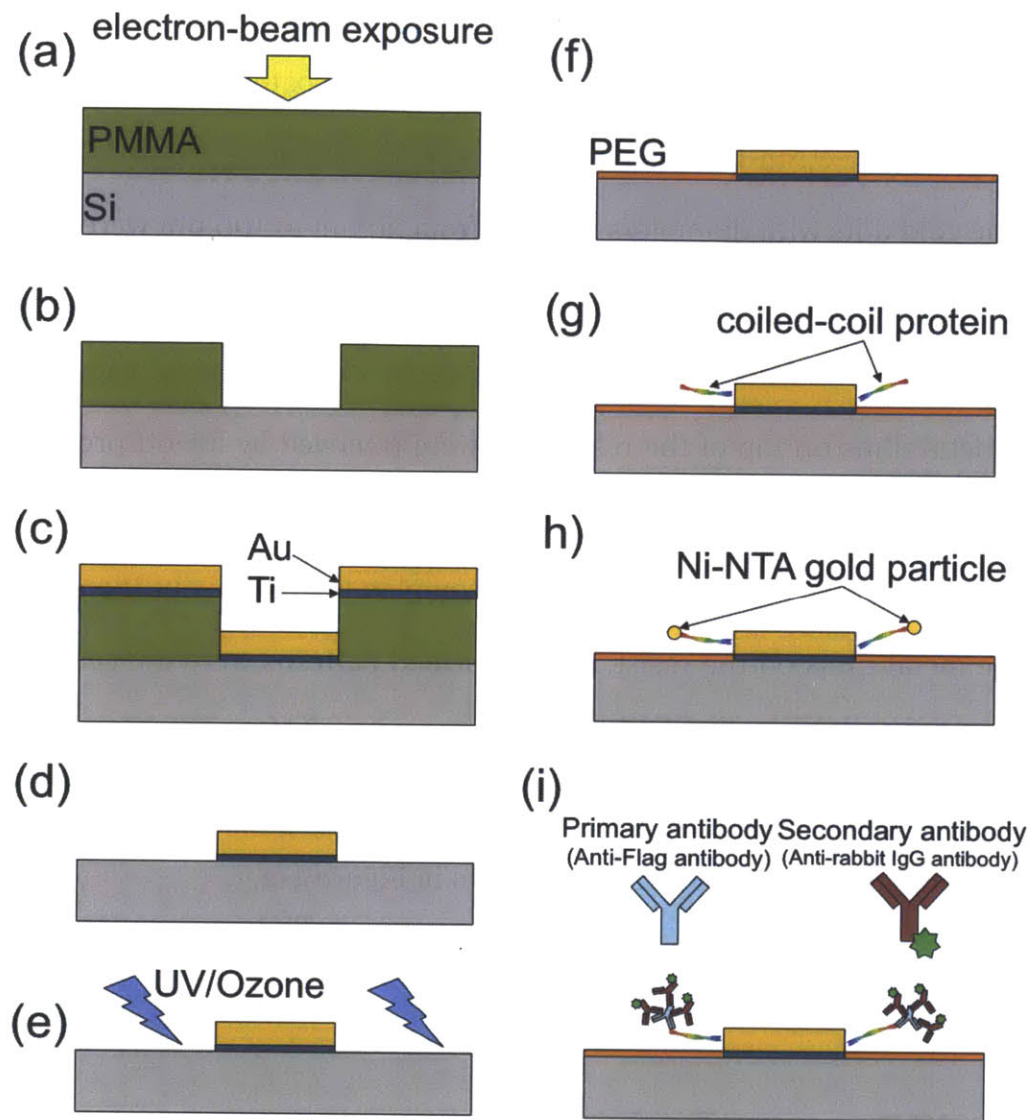 (a)
electron-beam exposure
PMMA
Si
(b)
(c)
Au
Ti
(d)
(e)
UV/Ozone
(f)
PEG
(g)
coiled-coil protein
h)
Ni-NTA gold particle
(i)
Primary antibody
(Anti-Flag antibody)
Secondary antibody
(Anti-rabbit IgG antibody)